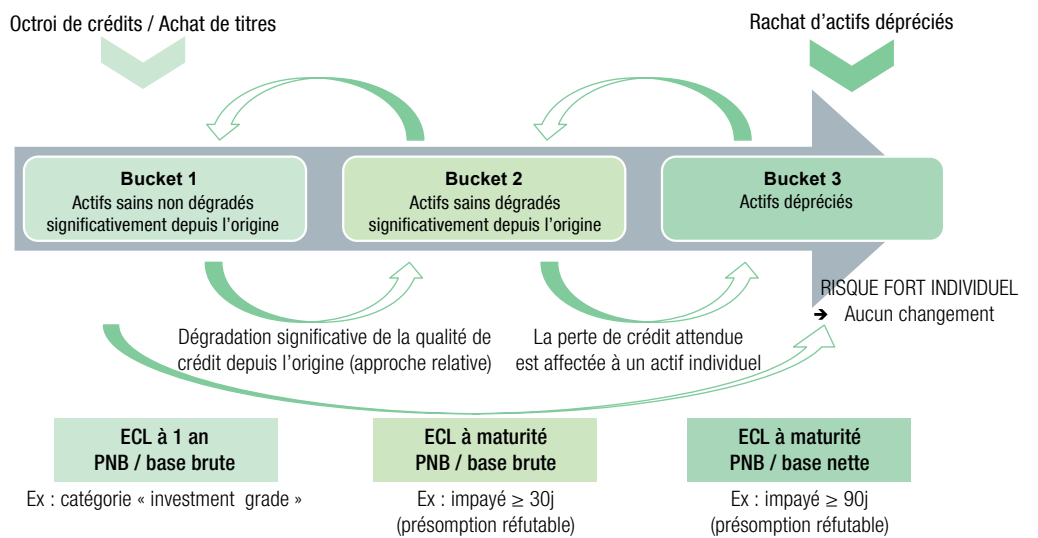 Octroi de crédits / Achat de titres
Rachat d’actifs dépréciés
Bucket 1
Actifs sains non dégradés
significativement depuis l’origine
Bucket 2
Actifs sains dégradés
significativement depuis l’origine
Bucket 3
Actifs dépréciés
RISQUE FORT INDIVIDUEL
➔ Aucun changement
Dégradation significative de la qualité de
crédit depuis l’origine (approche relative)
La perte de crédit attendue
est affectée à un actif individuel
ECL à 1 an
PNB / base brute
Ex : catégorie « investment grade »
ECL à maturité
PNB / base brute
Ex : impayé ≥ 30j
(présomption réfutable)
ECL à maturité
PNB / base nette
Ex : impayé ≥ 90j
(présomption réfutable)